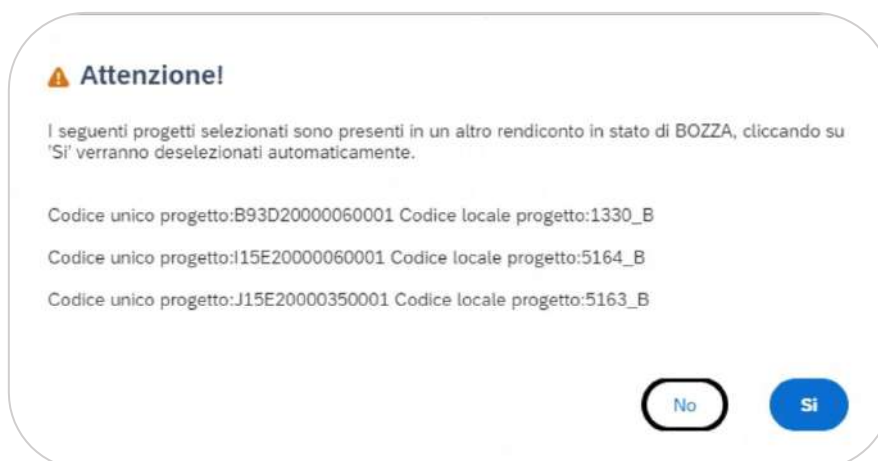 Attenzione!
I seguenti progetti selezionati sono presenti in un altro rendiconto in stato di BOZZA, cliccando su
'Si' verranno deselezionati automaticamente.
Codice unico progetto:B93D20000060001 Codice locale progetto:1330_B
Codice unico progetto:I15E20000060001 Codice locale progetto:5164_B
Codice unico progetto:J15E20000350001 Codice locale progetto:5163_B
No
Si